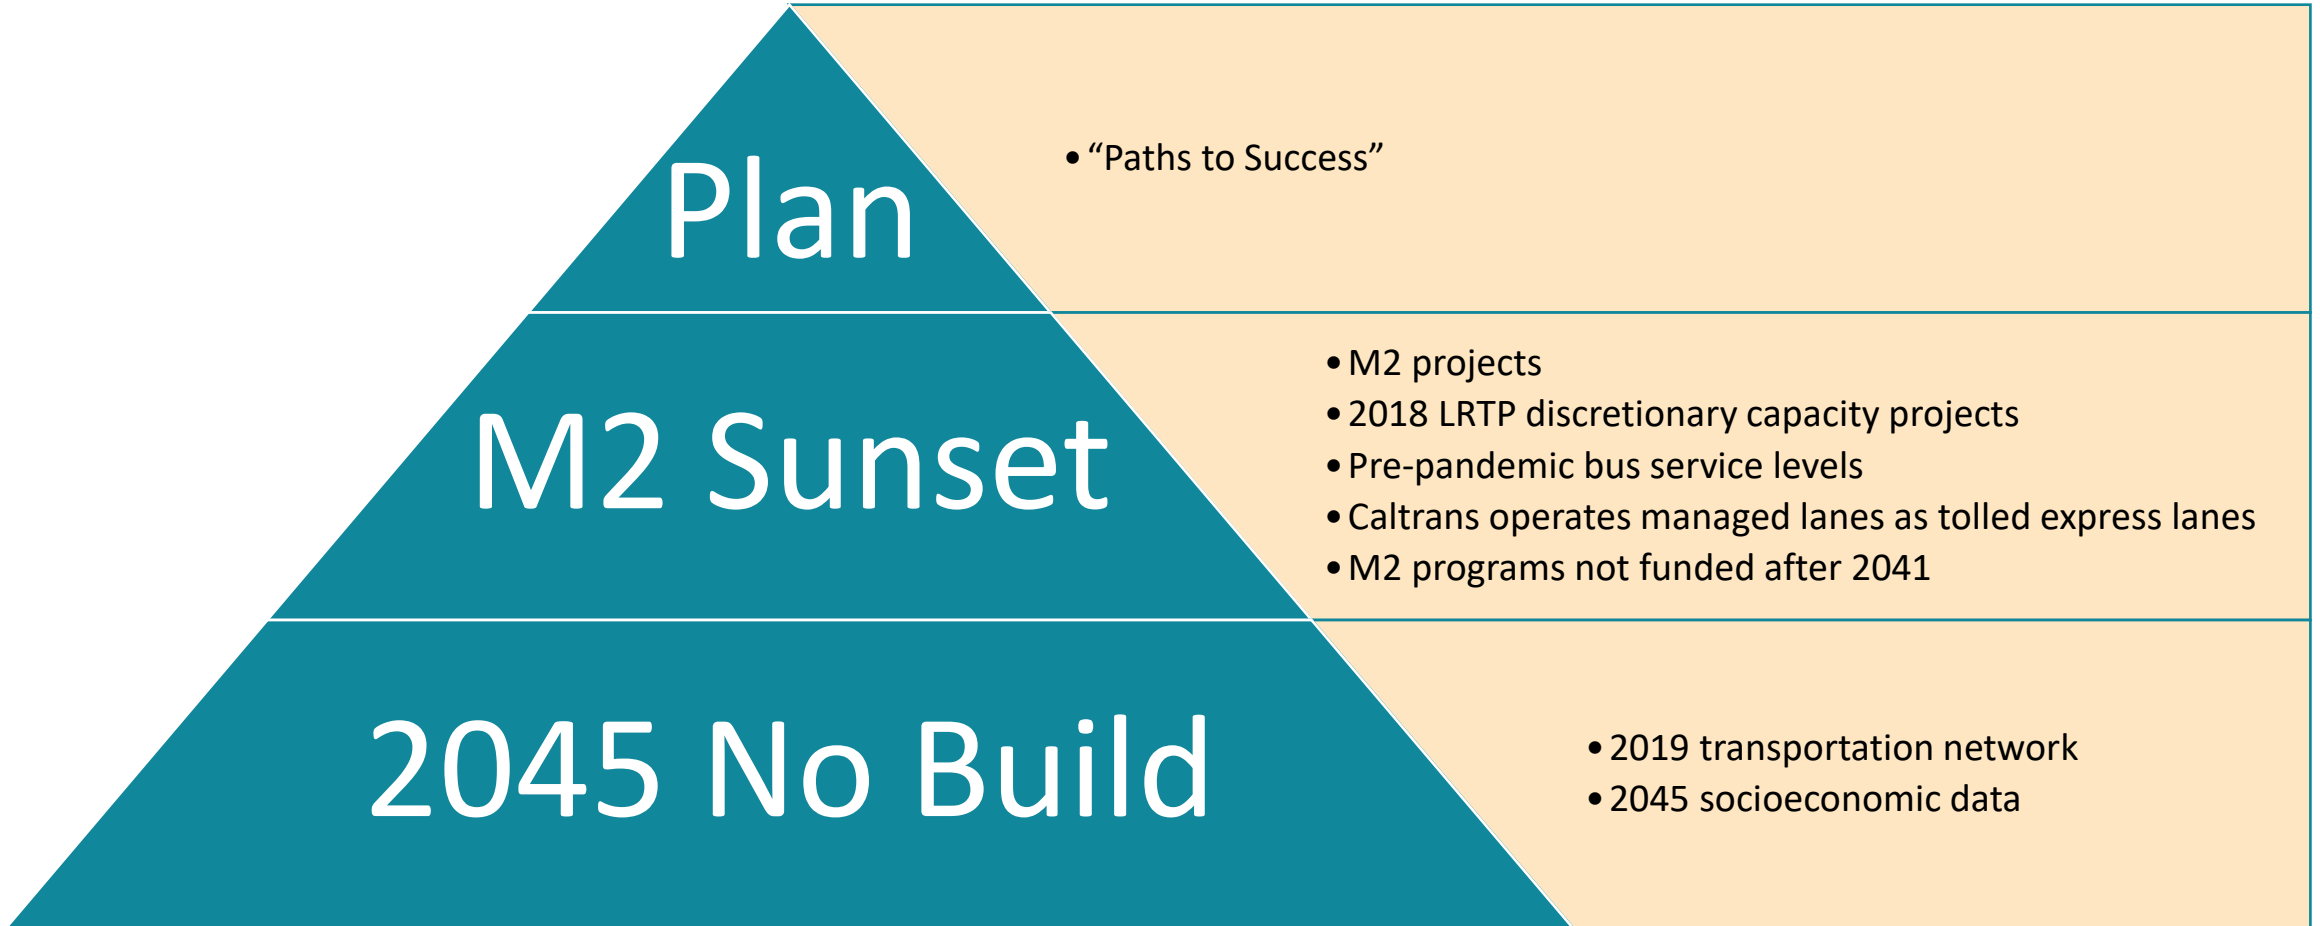 Plan
• “Paths to Success”
M2 Sunset
• M2 projects
• 2018 LRTP discretionary capacity projects
• Pre-pandemic bus service levels
• Caltrans operates managed lanes as tolled express lanes
• M2 programs not funded after 2041
2045 No Build
• 2019 transportation network
• 2045 socioeconomic data